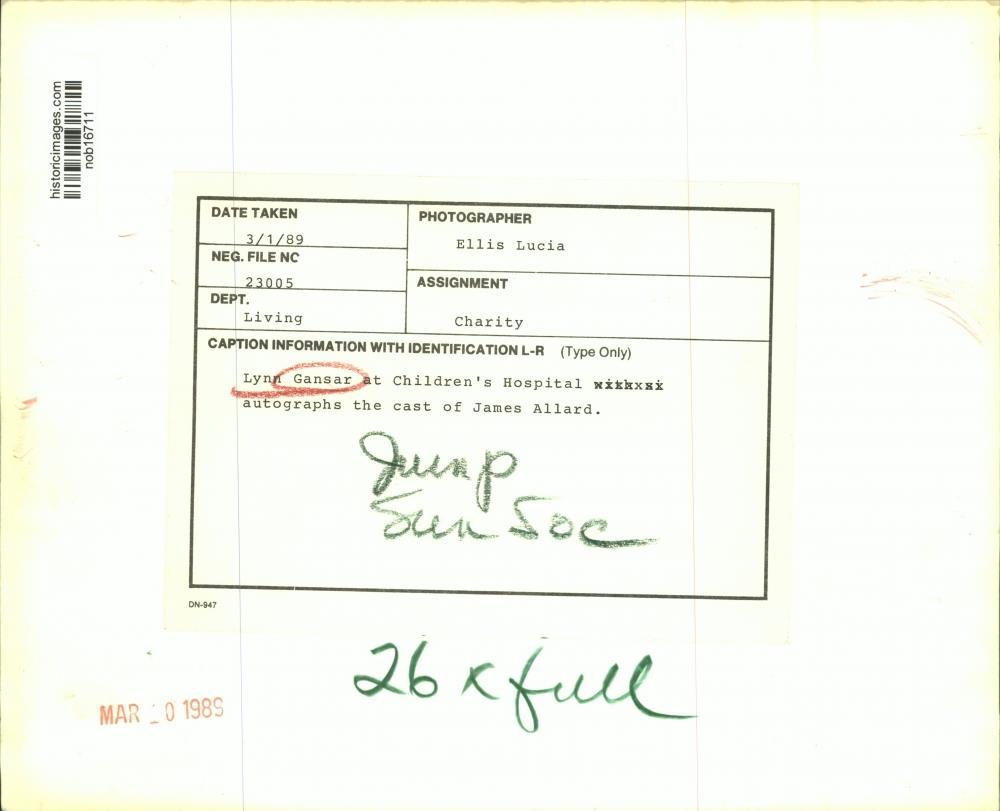 historicimages.com
nob16711
DATE TAKEN
3/1/89
NEG. FILE NC
23005
DEPT.
Living
PHOTOGRAPHER
Ellis Lucia
ASSIGNMENT
Charity
CAPTION INFORMATION WITH IDENTIFICATION L-R (Type Only)
Lynn Gansar at Children's Hospital
autographs the cast of James Allard.
Jump
Sun Soc
DN-947
26 x full
MAR 0 1989